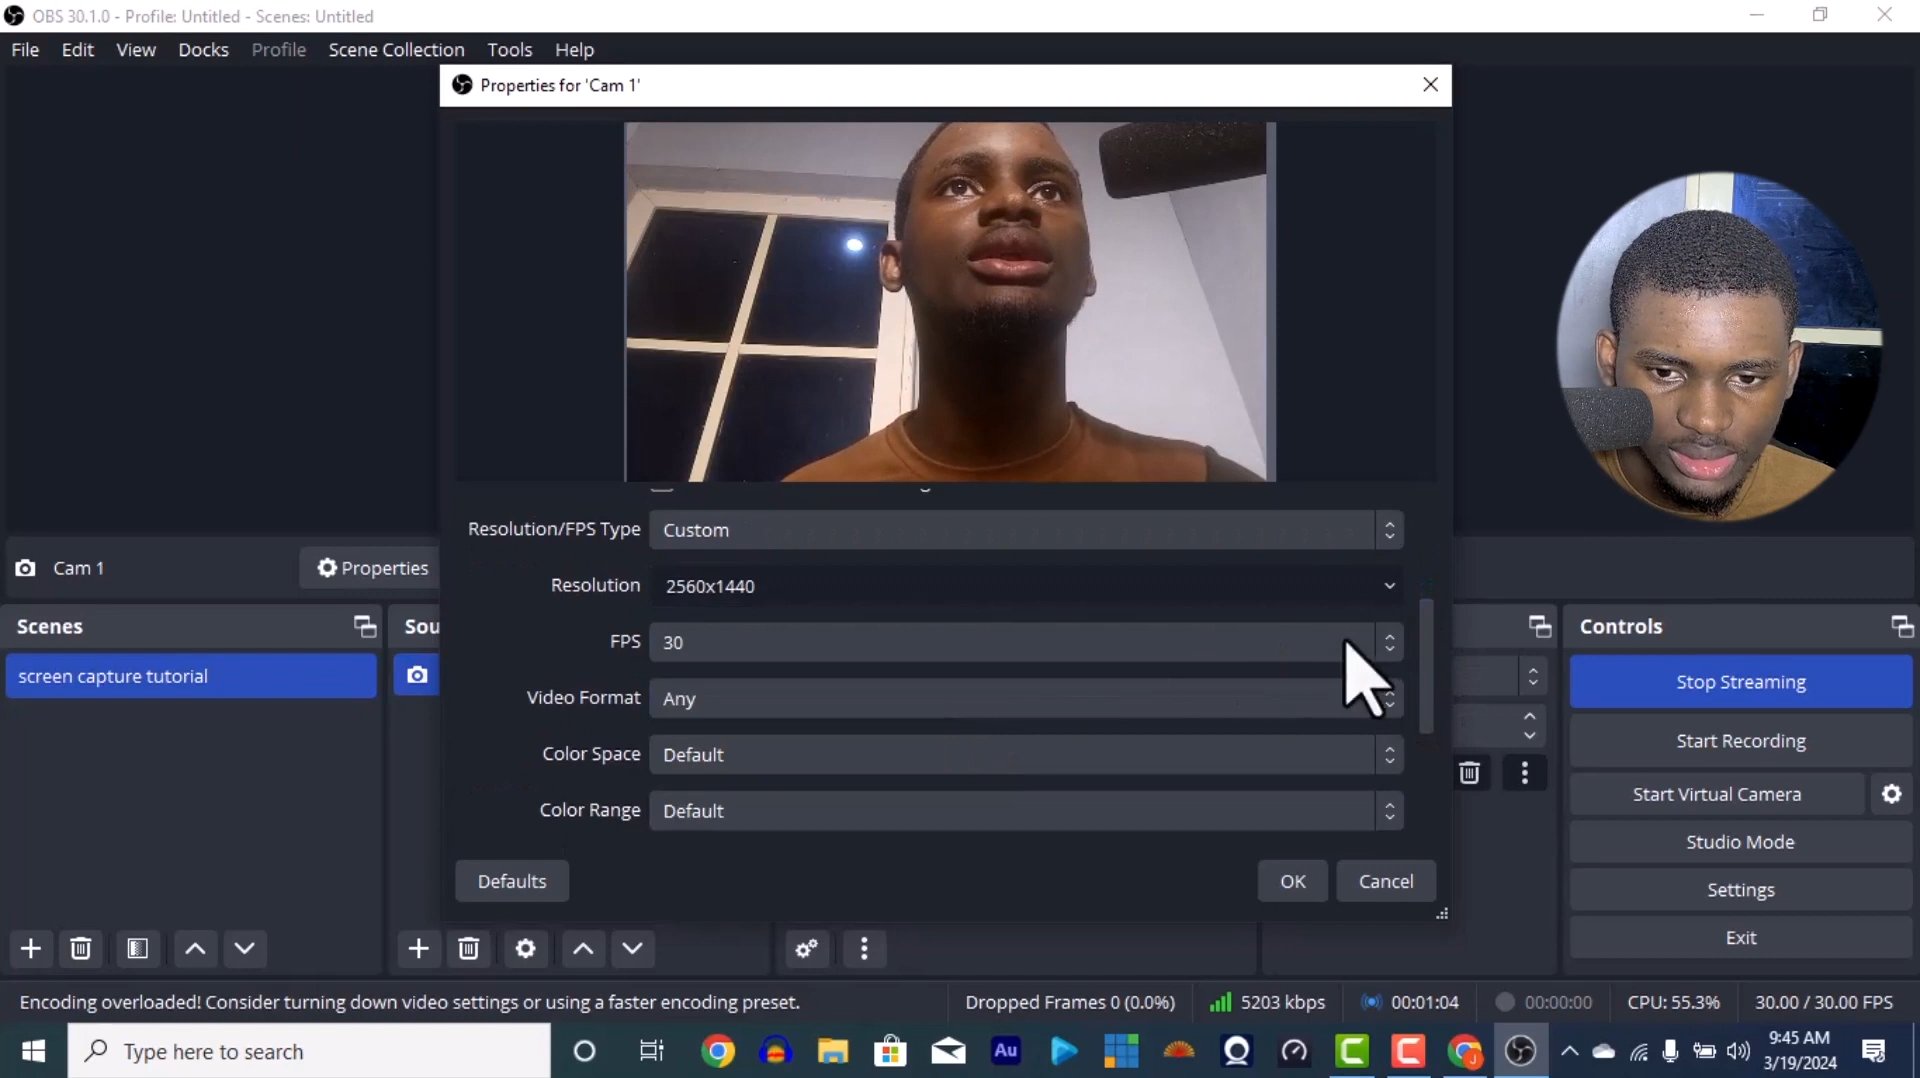 OBS 30.1.0 - Profile: Untitled - Scenes: Untitled
File Edit View Docks Profile Scene Collection Tools Help
Properties for 'Cam 1'
Resolution/FPS Type Custom
Cam 1 Properties
Resolution 2560x1440
Scenes
Sou
Controls
FPS 30
screen capture tutorial
Stop Streaming
Video Format Any
Start Recording
Color Space Default
Start Virtual Camera
Color Range Default
Studio Mode
Defaults OK Cancel
Settings
Exit
Encoding overloaded! Consider turning down video settings or using a faster encoding preset. Dropped Frames 0 (0.0%) 5203 kbps 00:01:04 00:00:00 CPU: 55.3% 30.00 / 30.00 FPS
Type here to search
Au
9:45 AM
3/19/2024